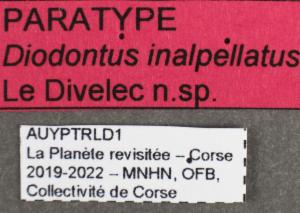 PARATYPE
Diodontus inalpellatus
Le Divelec n.sp.
AUYPTRLD1
La Planète revisitée – Corse
2019-2022 – MNHN, OFB,
Collectivité de Corse